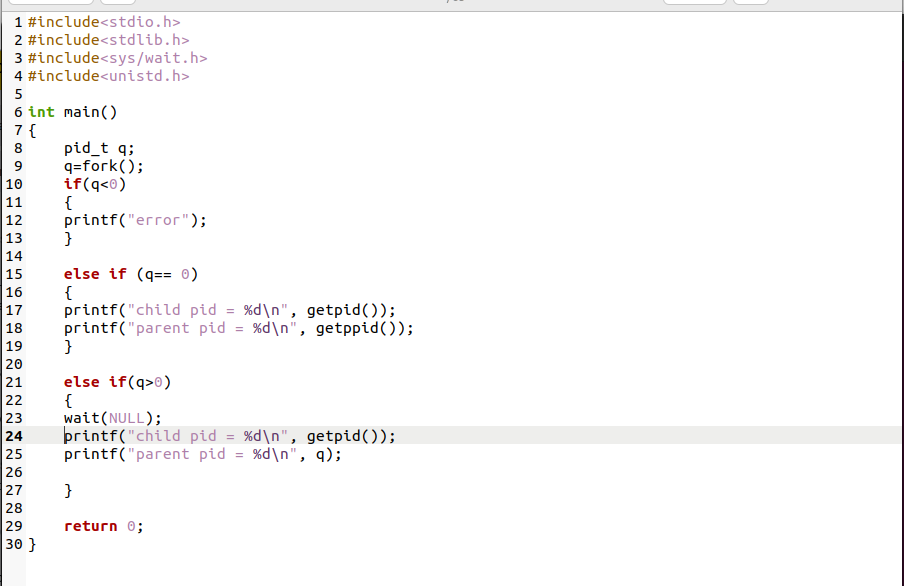 1 #include<stdio.h>
2 #include<stdlib.h>
3 #include<sys/wait.h>
4 #include<unistd.h>
5
6 int main()
7 {
8     pid_t q;
9     q=fork();
10     if(q<0)
11     {
12     printf("error");
13     }
14
15     else if (q== 0)
16     {
17     printf("child pid = %d\n", getpid());
18     printf("parent pid = %d\n", getppid());
19     }
20
21     else if(q>0)
22     {
23     wait(NULL);
24     printf("child pid = %d\n", getpid());
25     printf("parent pid = %d\n", q);
26
27     }
28
29     return 0;
30 }